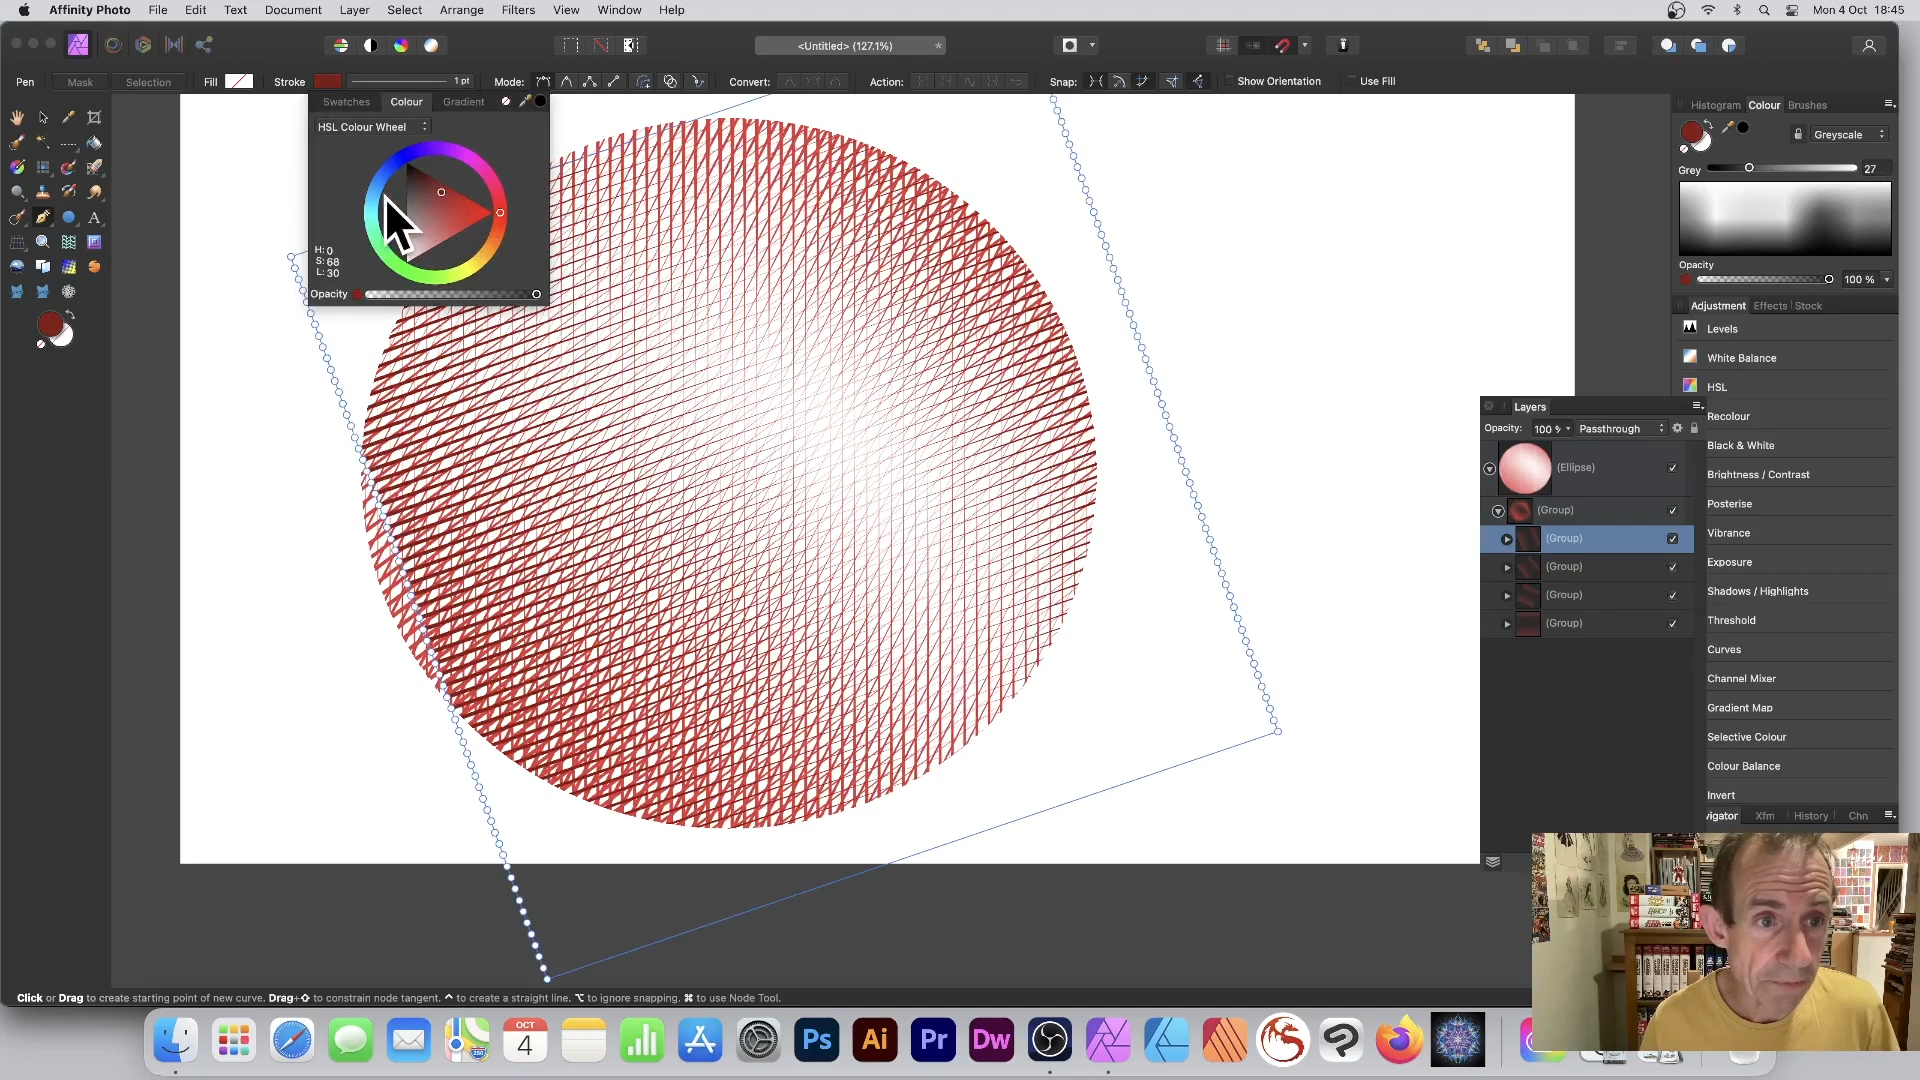 Affinity Photo File Edit Text Document Layer Select Arrange Filters View Window Help Mon 4 Oct 18:45
<Untitled> (127.1%) *
Pen Mask Selection Fill Stroke 1 pt Mode: Convert: Action: Snap: Show Orientation Use Fill
Swatches Colour Gradient
HSL Colour Wheel
H: 0
S: 68
L: 30
Opacity
A
Histogram Colour Brushes
Greyscale
Grey 27
Opacity
100 %
Adjustment Effects Stock
Levels
White Balance
HSL
Recolour
Black & White
Brightness / Contrast
Posterise
Vibrance
Exposure
Shadows / Highlights
Threshold
Curves
Channel Mixer
Gradient Map
Selective Colour
Colour Balance
Invert
vigator Xfm History Chn
Layers
Opacity: 100 % Passthrough
(Ellipse)
(Group)
(Group)
(Group)
(Group)
(Group)
Click or Drag to create starting point of new curve. Drag+⇧ to constrain node tangent. ^ to create a straight line. ⌥ to ignore snapping. ⌘ to use Node Tool.
OCT
4
280
Ps
Ai
Pr
Dw